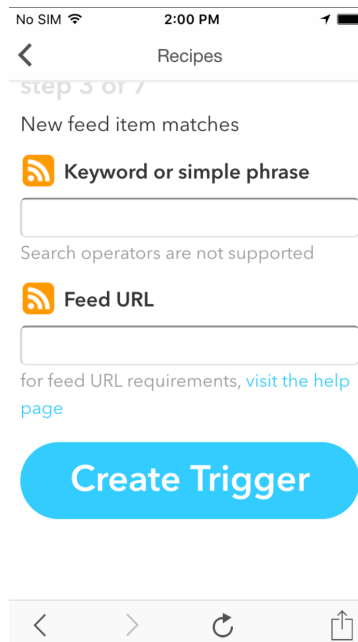 No SIM 2:00 PM
Recipes
step 3 of 7
New feed item matches
Keyword or simple phrase
Search operators are not supported
Feed URL
for feed URL requirements, visit the help
page
Create Trigger